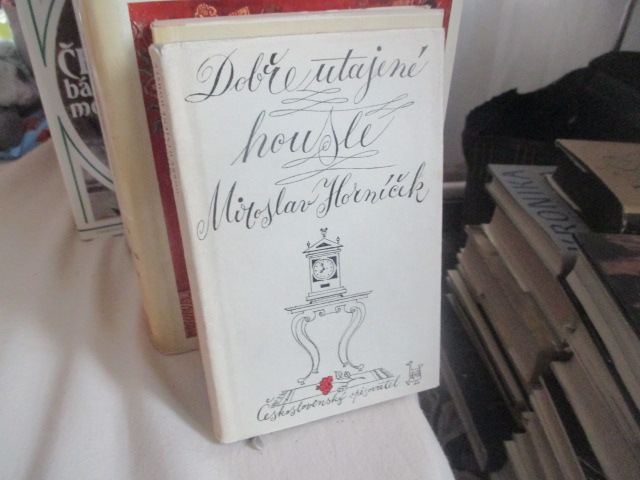 Dobře utajené
housle
Miroslav Horníček
Československý spisovatel
KRONIKA